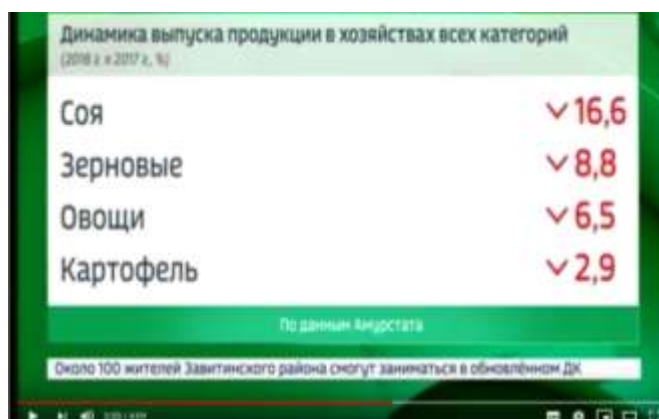 Динамика выпуска продукции в хозяйствах всех категорий
(2018 г. к 2017 г., %)
Соя 16,6
Зерновые 8,8
Овощи 6,5
Картофель 2,9
По данным Амурстата
Около 100 жителей Завитинского района смогут заниматься в обновлённом ДК